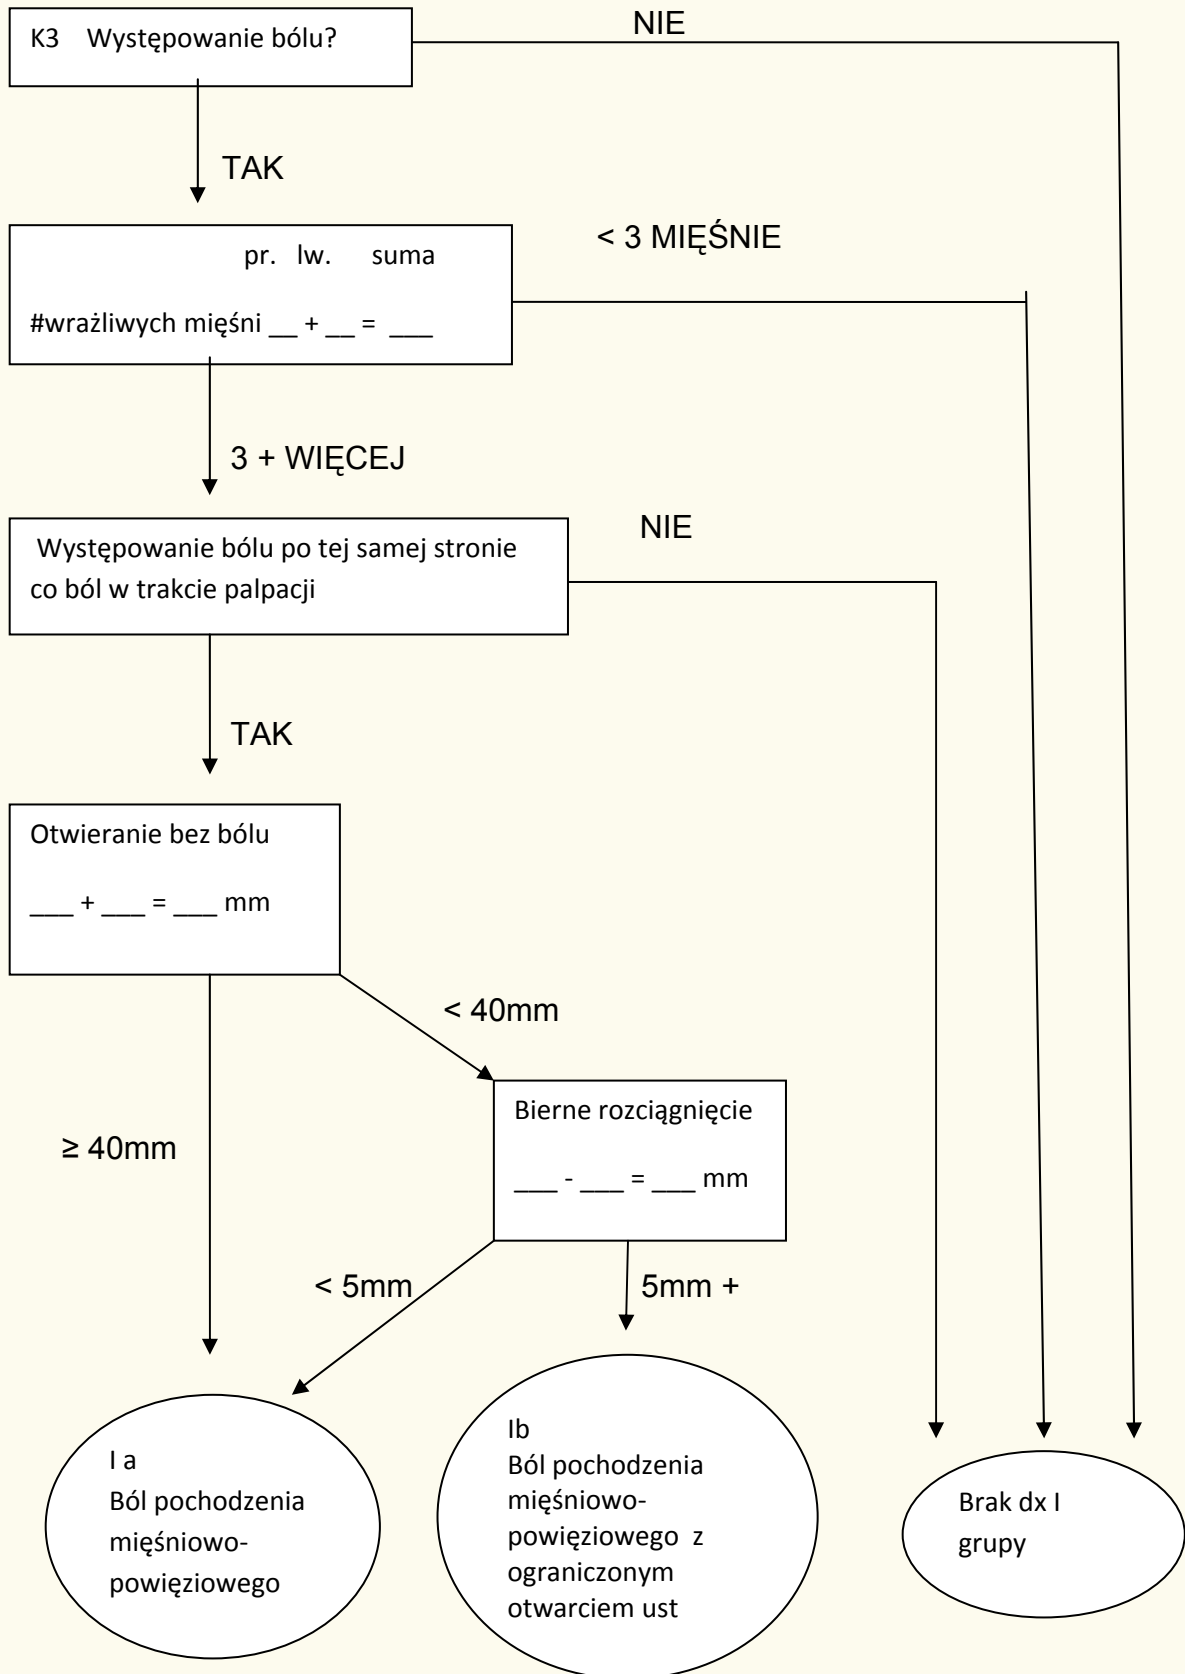 K3 Występowanie bólu?
NIE
TAK
< 3 MIĘŚNIE
pr. lw. suma
#wrażliwych mięśni __ + __ = ___
3 + WIĘCEJ
NIE
Występowanie bólu po tej samej stronie
co ból w trakcie palpacji
TAK
Otwieranie bez bólu
___ + ___ = ___ mm
< 40mm
≥ 40mm
Bierne rozciągnięcie
___ - ___ = ___ mm
< 5mm
5mm +
I a
Ból pochodzenia
mięśniowo-
powięziowego
Ib
Ból pochodzenia
mięśniowo-
powięziowego z
ograniczonym
otwarciem ust
Brak dx I
grupy